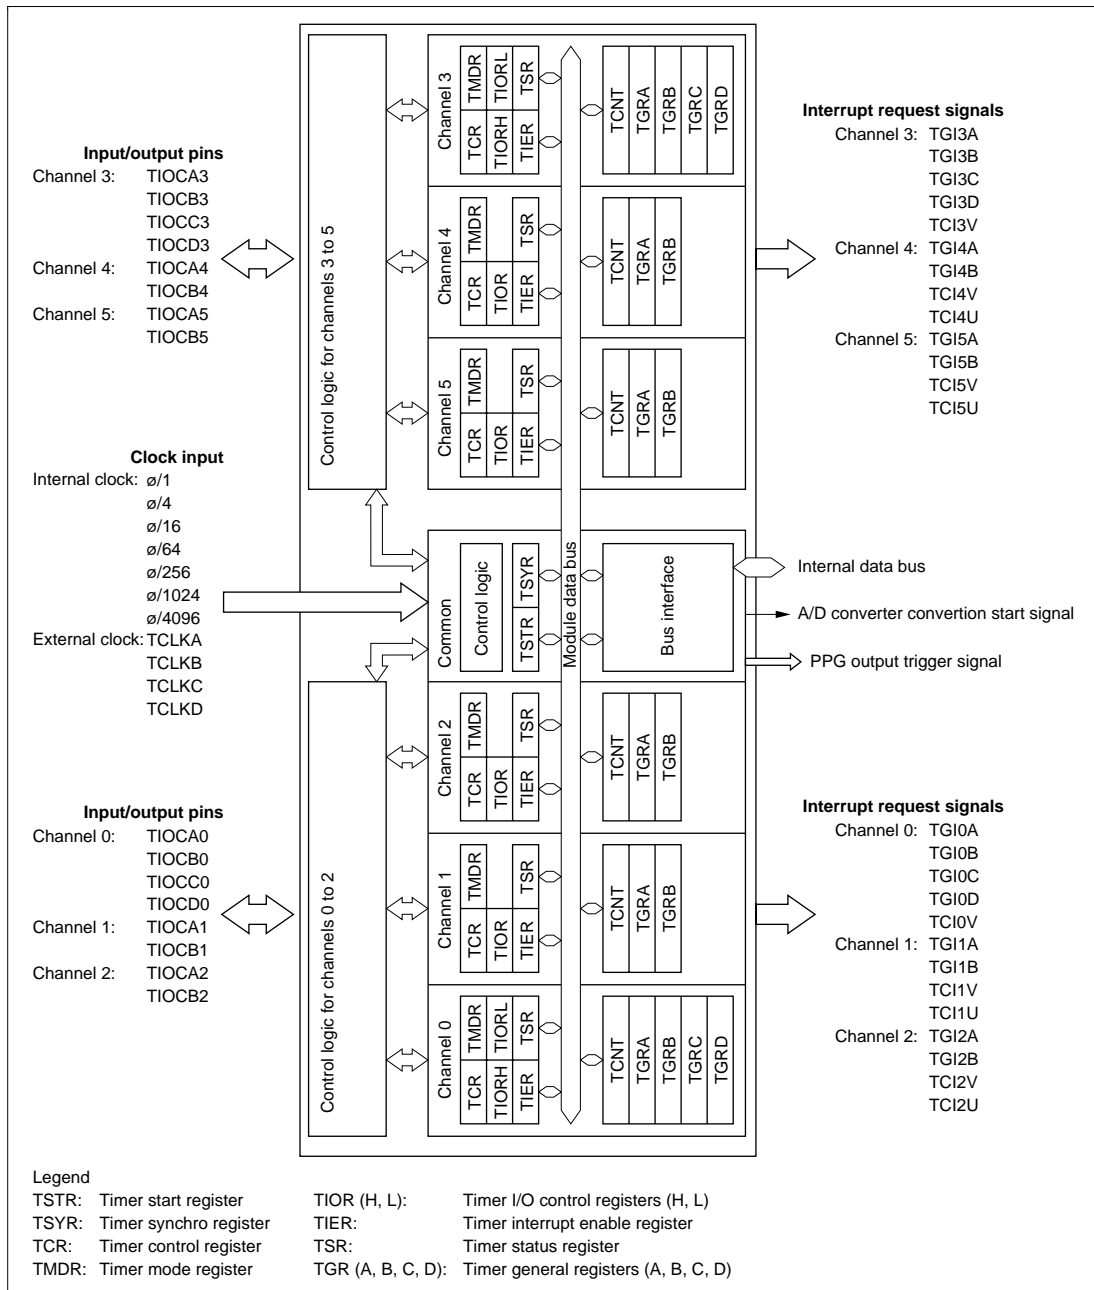 Input/output pins
Channel 3: TIOCA3
TIOCB3
TIOCC3
TIOCD3
Channel 4: TIOCA4
TIOCB4
Channel 5: TIOCA5
TIOCB5
Clock input
Internal clock: ø/1
ø/4
ø/16
ø/64
ø/256
ø/1024
ø/4096
External clock: TCLKA
TCLKB
TCLKC
TCLKD
Input/output pins
Channel 0: TIOCA0
TIOCB0
TIOCC0
TIOCD0
Channel 1: TIOCA1
TIOCB1
Channel 2: TIOCA2
TIOCB2
Control logic for channels 3 to 5
Control logic for channels 0 to 2
Channel 3
TCR TMDR
TIORH TIORL
TIER TSR
TCNT
TGRA
TGRB
TGRC
TGRD
Channel 4
TCR TMDR
TIOR
TIER TSR
TCNT
TGRA
TGRB
Channel 5
TCR TMDR
TIOR
TIER TSR
TCNT
TGRA
TGRB
Common
Control logic
TSTR TSYR
Module data bus
Bus interface
Channel 2
TCR TMDR
TIOR
TIER TSR
TCNT
TGRA
TGRB
Channel 1
TCR TMDR
TIOR
TIER TSR
TCNT
TGRA
TGRB
Channel 0
TCR TMDR
TIORH TIORL
TIER TSR
TCNT
TGRA
TGRB
TGRC
TGRD
Interrupt request signals
Channel 3: TGI3A
TGI3B
TGI3C
TGI3D
TCI3V
Channel 4: TGI4A
TGI4B
TCI4V
TCI4U
Channel 5: TGI5A
TGI5B
TCI5V
TCI5U
Internal data bus
A/D converter convertion start signal
PPG output trigger signal
Interrupt request signals
Channel 0: TGI0A
TGI0B
TGI0C
TGI0D
TCI0V
Channel 1: TGI1A
TGI1B
TCI1V
TCI1U
Channel 2: TGI2A
TGI2B
TCI2V
TCI2U
Legend
TSTR: Timer start register TIOR (H, L): Timer I/O control registers (H, L)
TSYR: Timer synchro register TIER: Timer interrupt enable register
TCR: Timer control register TSR: Timer status register
TMDR: Timer mode register TGR (A, B, C, D): Timer general registers (A, B, C, D)